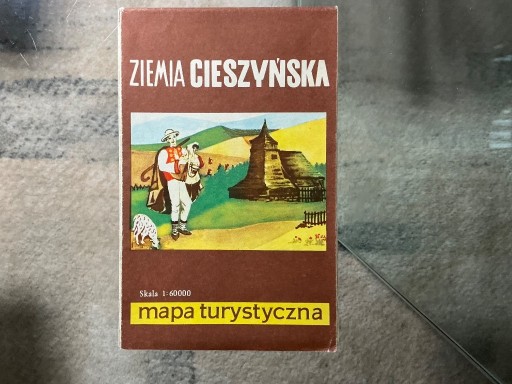 ZIEMIA CIESZYŃSKA
Skala 1:60000
mapa turystyczna